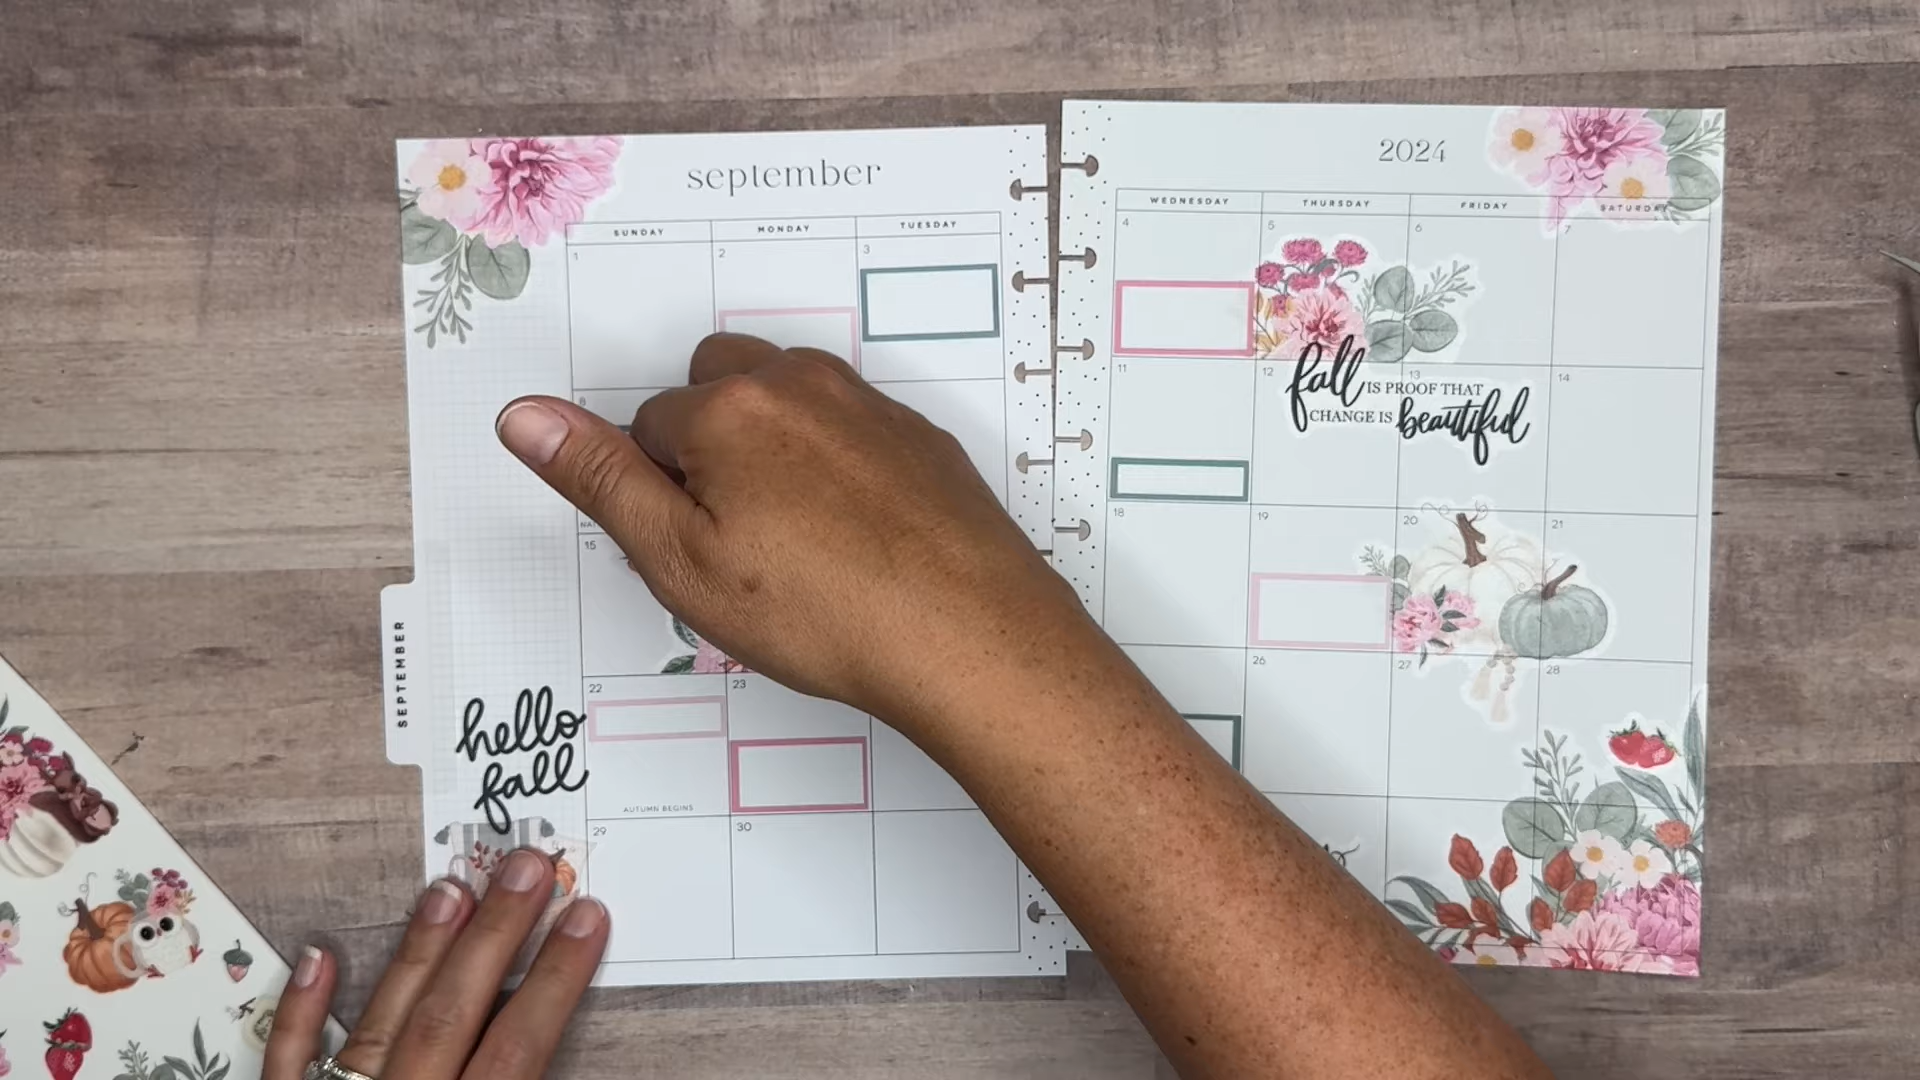 september
SUNDAY MONDAY TUESDAY
1 2 3
8
15
22 23
AUTUMN BEGINS
29 30
SEPTEMBER
hello
fall
2024
WEDNESDAY THURSDAY FRIDAY SATURDAY
4 5 6 7
11 12 13 14
fall IS PROOF THAT
CHANGE IS beautiful
18 19 20 21
26 27 28